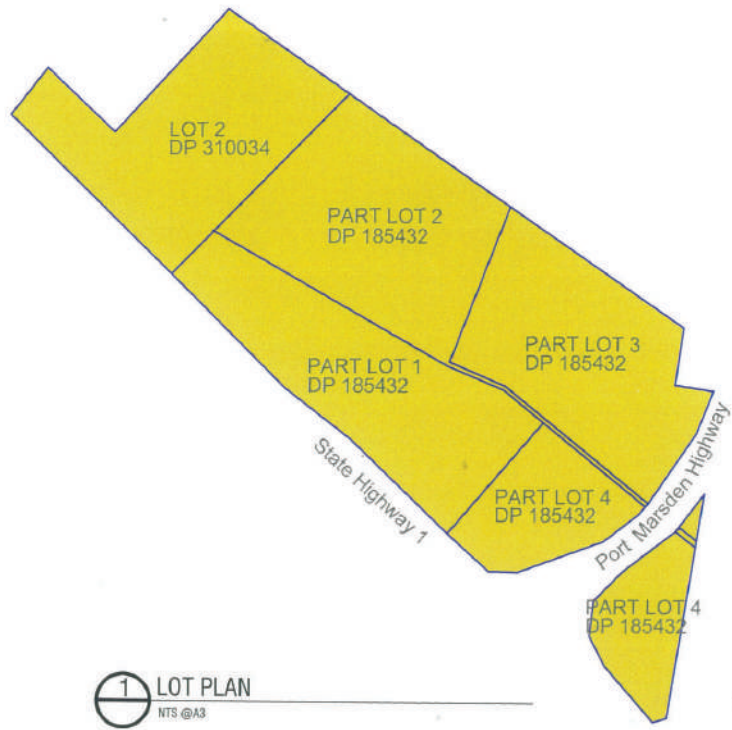 LOT 2
DP 310034
PART LOT 2
DP 185432
PART LOT 3
DP 185432
PART LOT 1
DP 185432
State Highway 1
PART LOT 4
DP 185432
Port Marsden Highway
PART LOT 4
DP 185432
1
LOT PLAN
NTS @A3